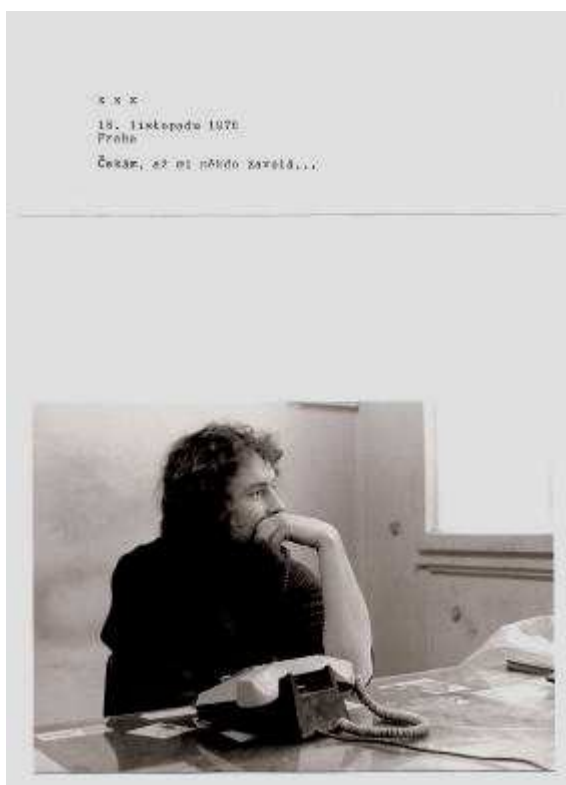 x x x
18. listopadu 1976
Praha
Čekám, až mi někdo zavolá...